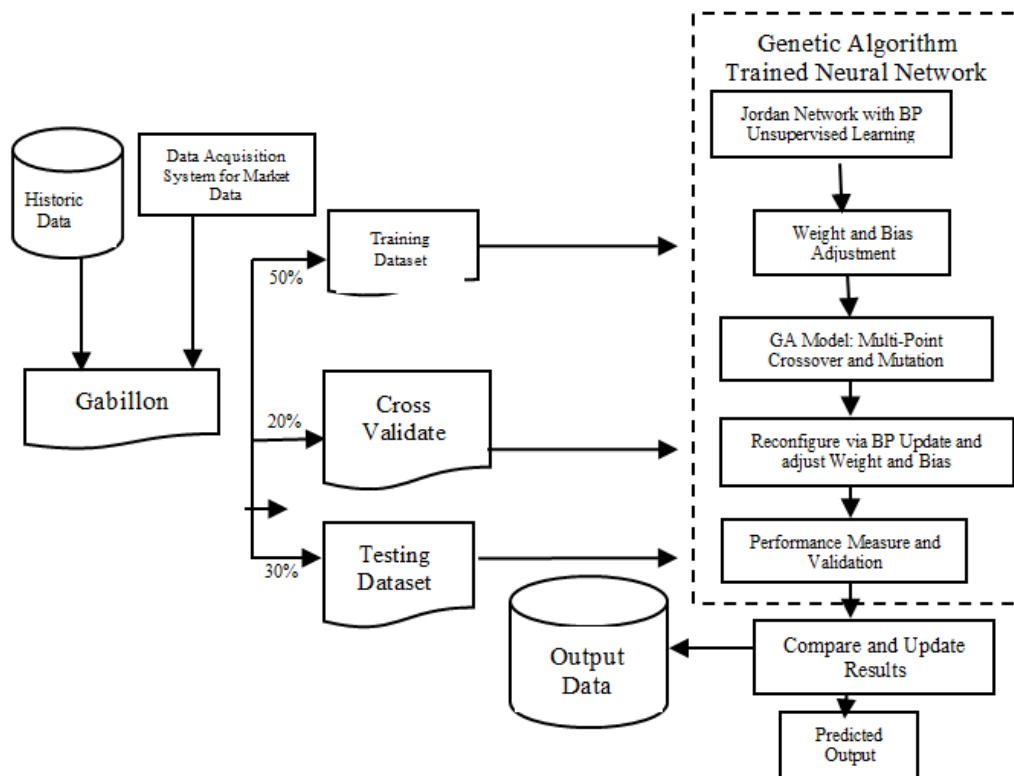 Genetic Algorithm
Trained Neural Network
Jordan Network with BP
Unsupervised Learning
Historic
Data
Data Acquisition
System for Market
Data
Training
Dataset
50%
Weight and Bias
Adjustment
GA Model: Multi-Point
Crossover and Mutation
Gabillon
20%
Cross
Validate
Reconfigure via BP Update and
adjust Weight and Bias
30%
Testing
Dataset
Performance Measure and
Validation
Output
Data
Compare and Update
Results
Predicted
Output